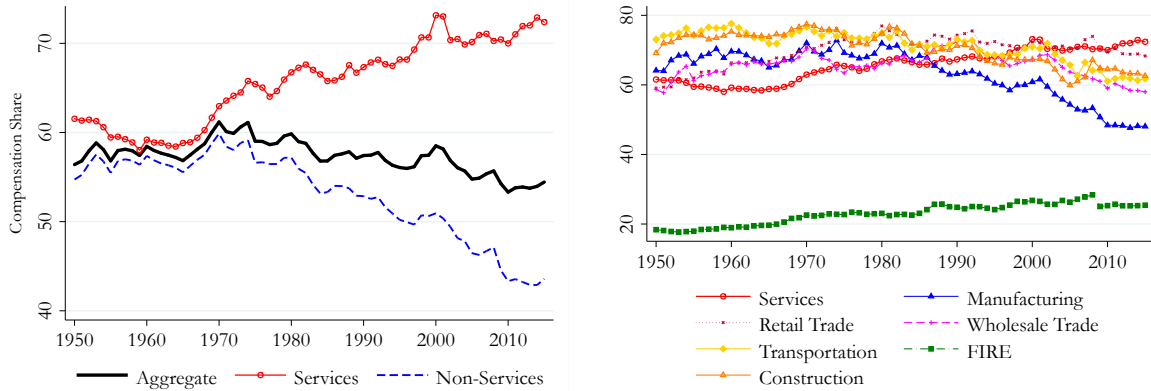 Compensation Share
70
60
50
40
1950 1960 1970 1980 1990 2000 2010
Aggregate Services Non-Services
80
60
40
20
1950 1960 1970 1980 1990 2000 2010
Services Manufacturing
Retail Trade Wholesale Trade
Transportation FIRE
Construction